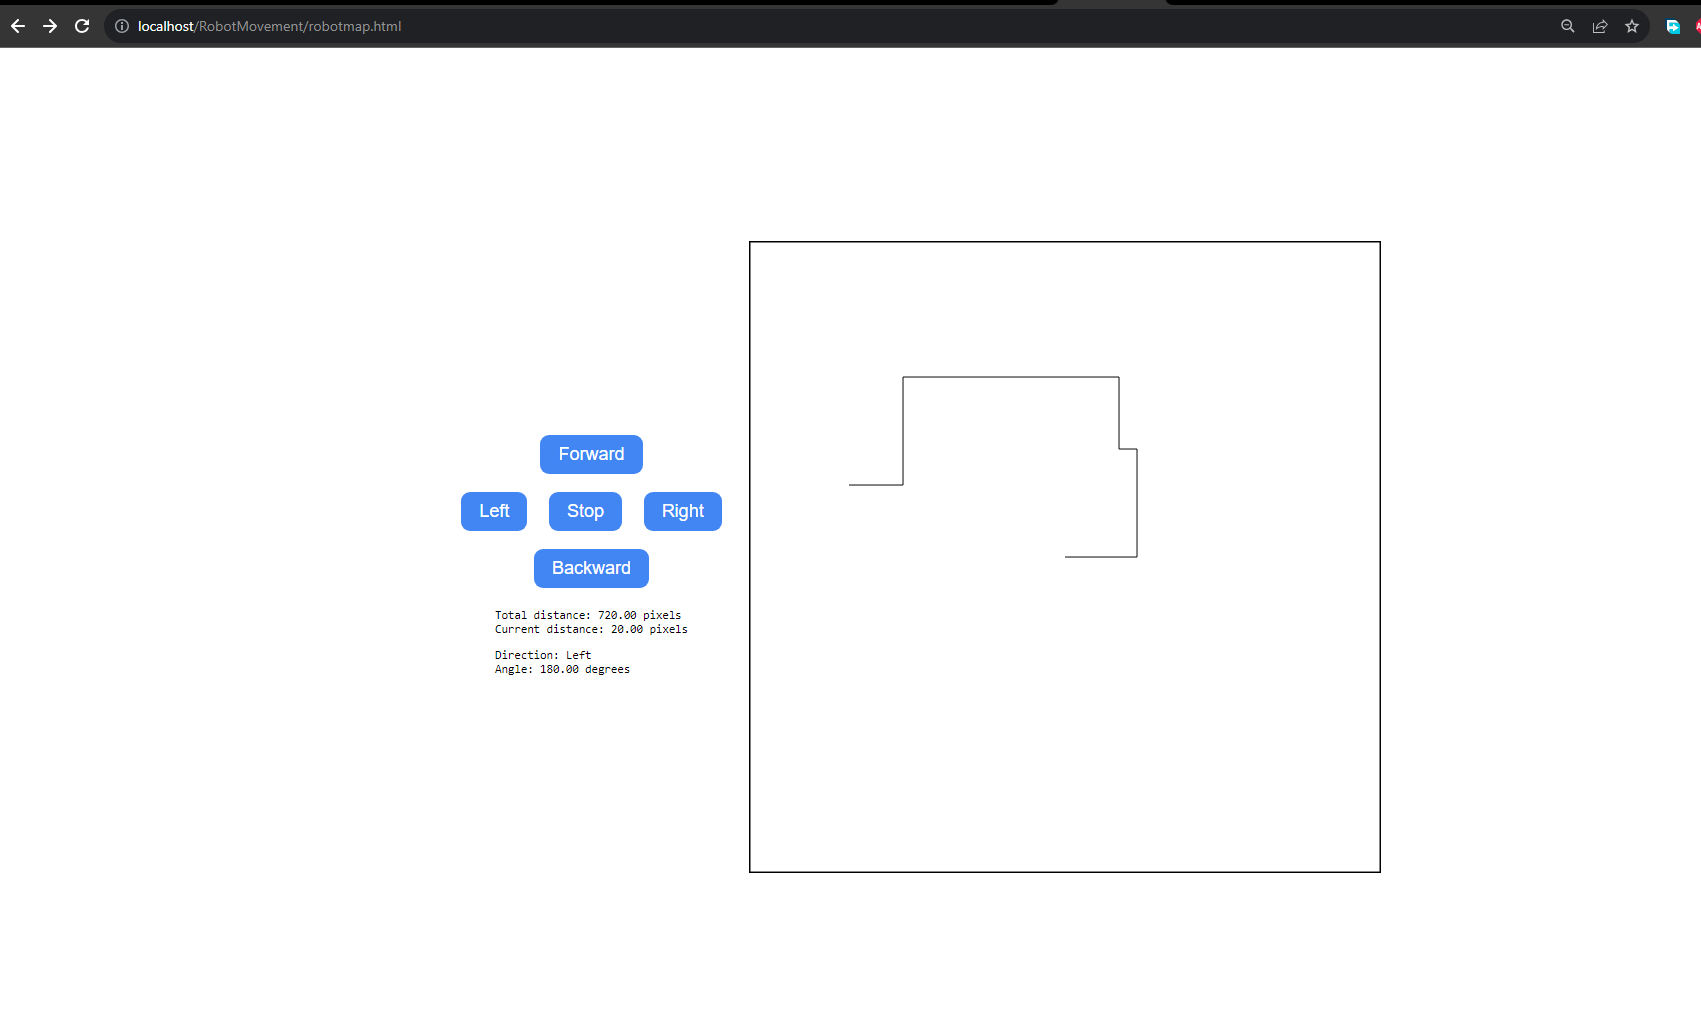 localhost/RobotMovement/robotmap.html
Forward
Left Stop Right
Backward
Total distance: 720.00 pixels
Current distance: 20.00 pixels
Direction: Left
Angle: 180.00 degrees